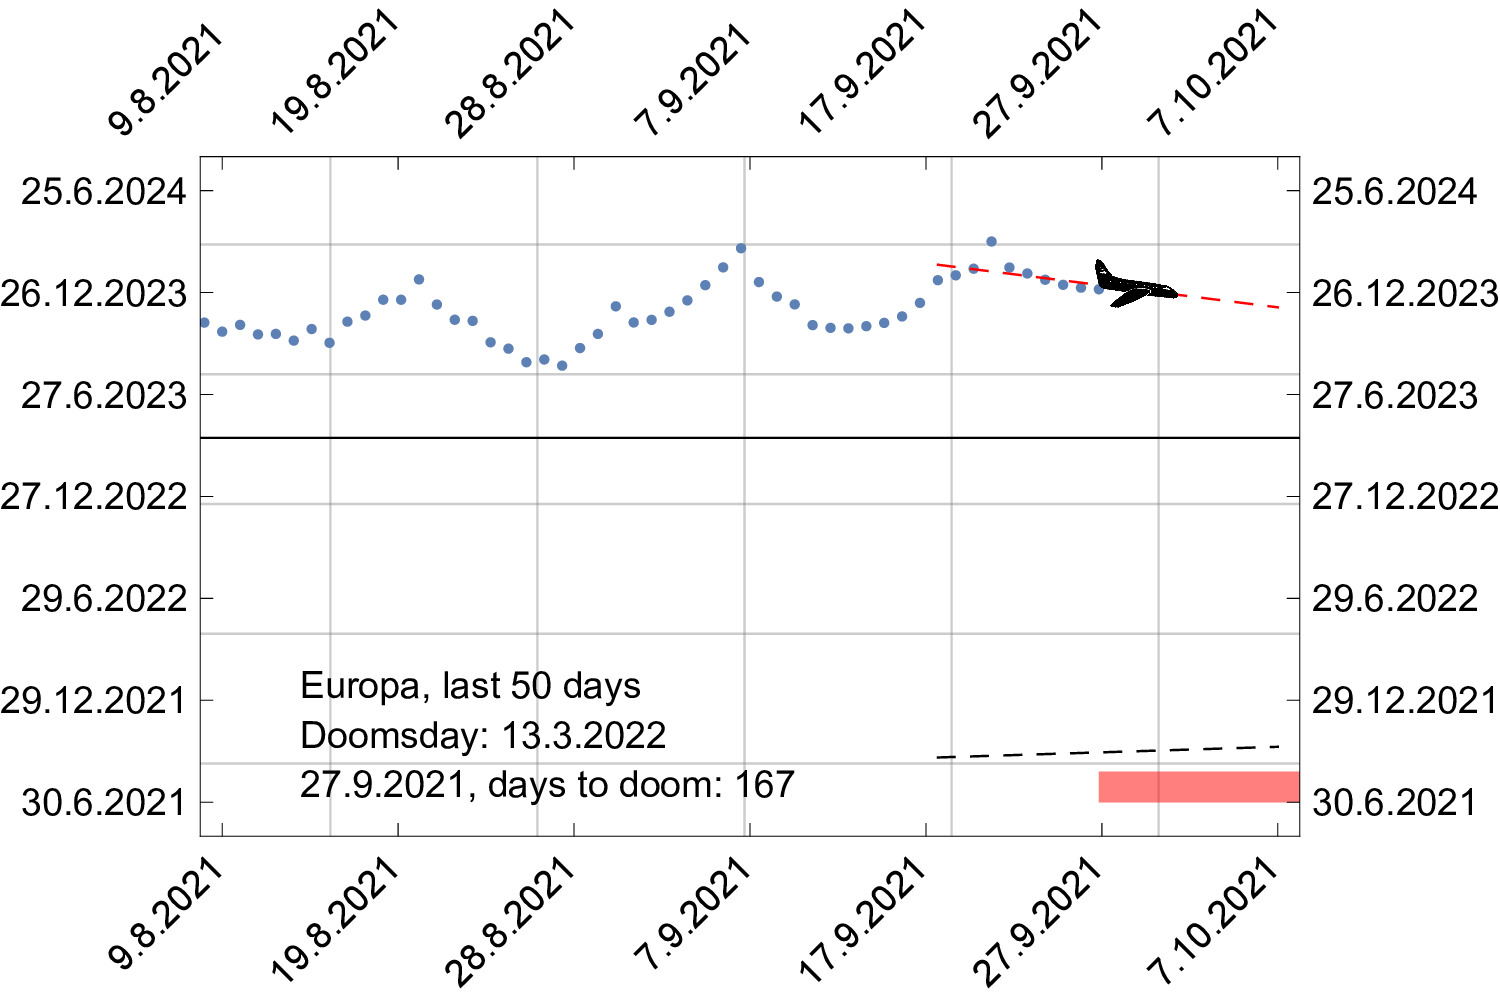 9.8.2021 19.8.2021 28.8.2021 7.9.2021 17.9.2021 27.9.2021 7.10.2021
25.6.2024 25.6.2024
26.12.2023 26.12.2023
27.6.2023 27.6.2023
27.12.2022 27.12.2022
29.6.2022 29.6.2022
29.12.2021 29.12.2021
30.6.2021 30.6.2021
Europa, last 50 days
Doomsday: 13.3.2022
27.9.2021, days to doom: 167
9.8.2021 19.8.2021 28.8.2021 7.9.2021 17.9.2021 27.9.2021 7.10.2021